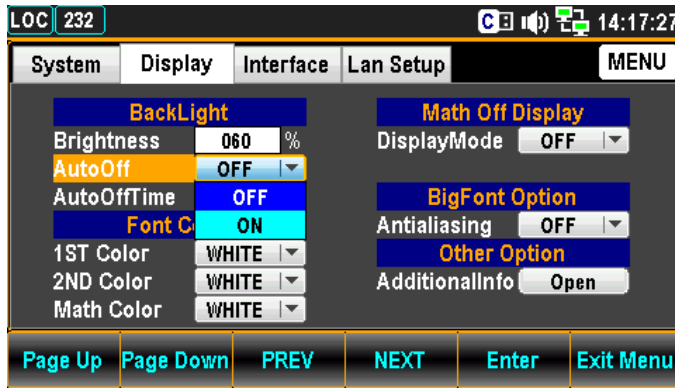 LOC 232 C 14:17:27
System Display Interface Lan Setup MENU
BackLight
Brightness 060 %
AutoOff OFF
AutoOffTime OFF
ON
1ST Color WHITE
2ND Color WHITE
Math Color WHITE
Math Off Display
DisplayMode OFF
BigFont Option
Antialiasing OFF
Other Option
AdditionalInfo Open
Page Up Page Down PREV NEXT Enter Exit Menu